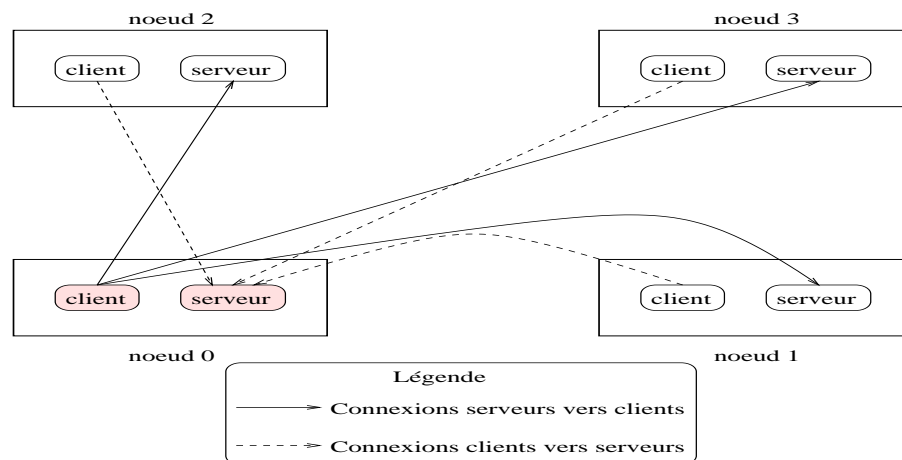 noeud 2
noeud 3
client serveur
client serveur
client serveur
client serveur
noeud 0
noeud 1
Légende
Connexions serveurs vers clients
Connexions clients vers serveurs